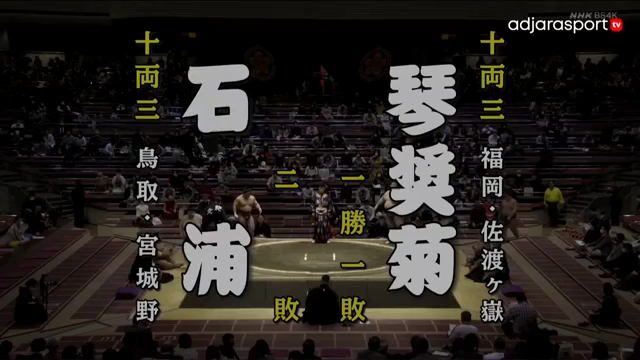 NHK BS4K
adjarasport tv
十両三 福岡・佐渡ヶ嶽
琴奨菊
一勝一敗
十両三 鳥取・宮城野
石浦
二敗